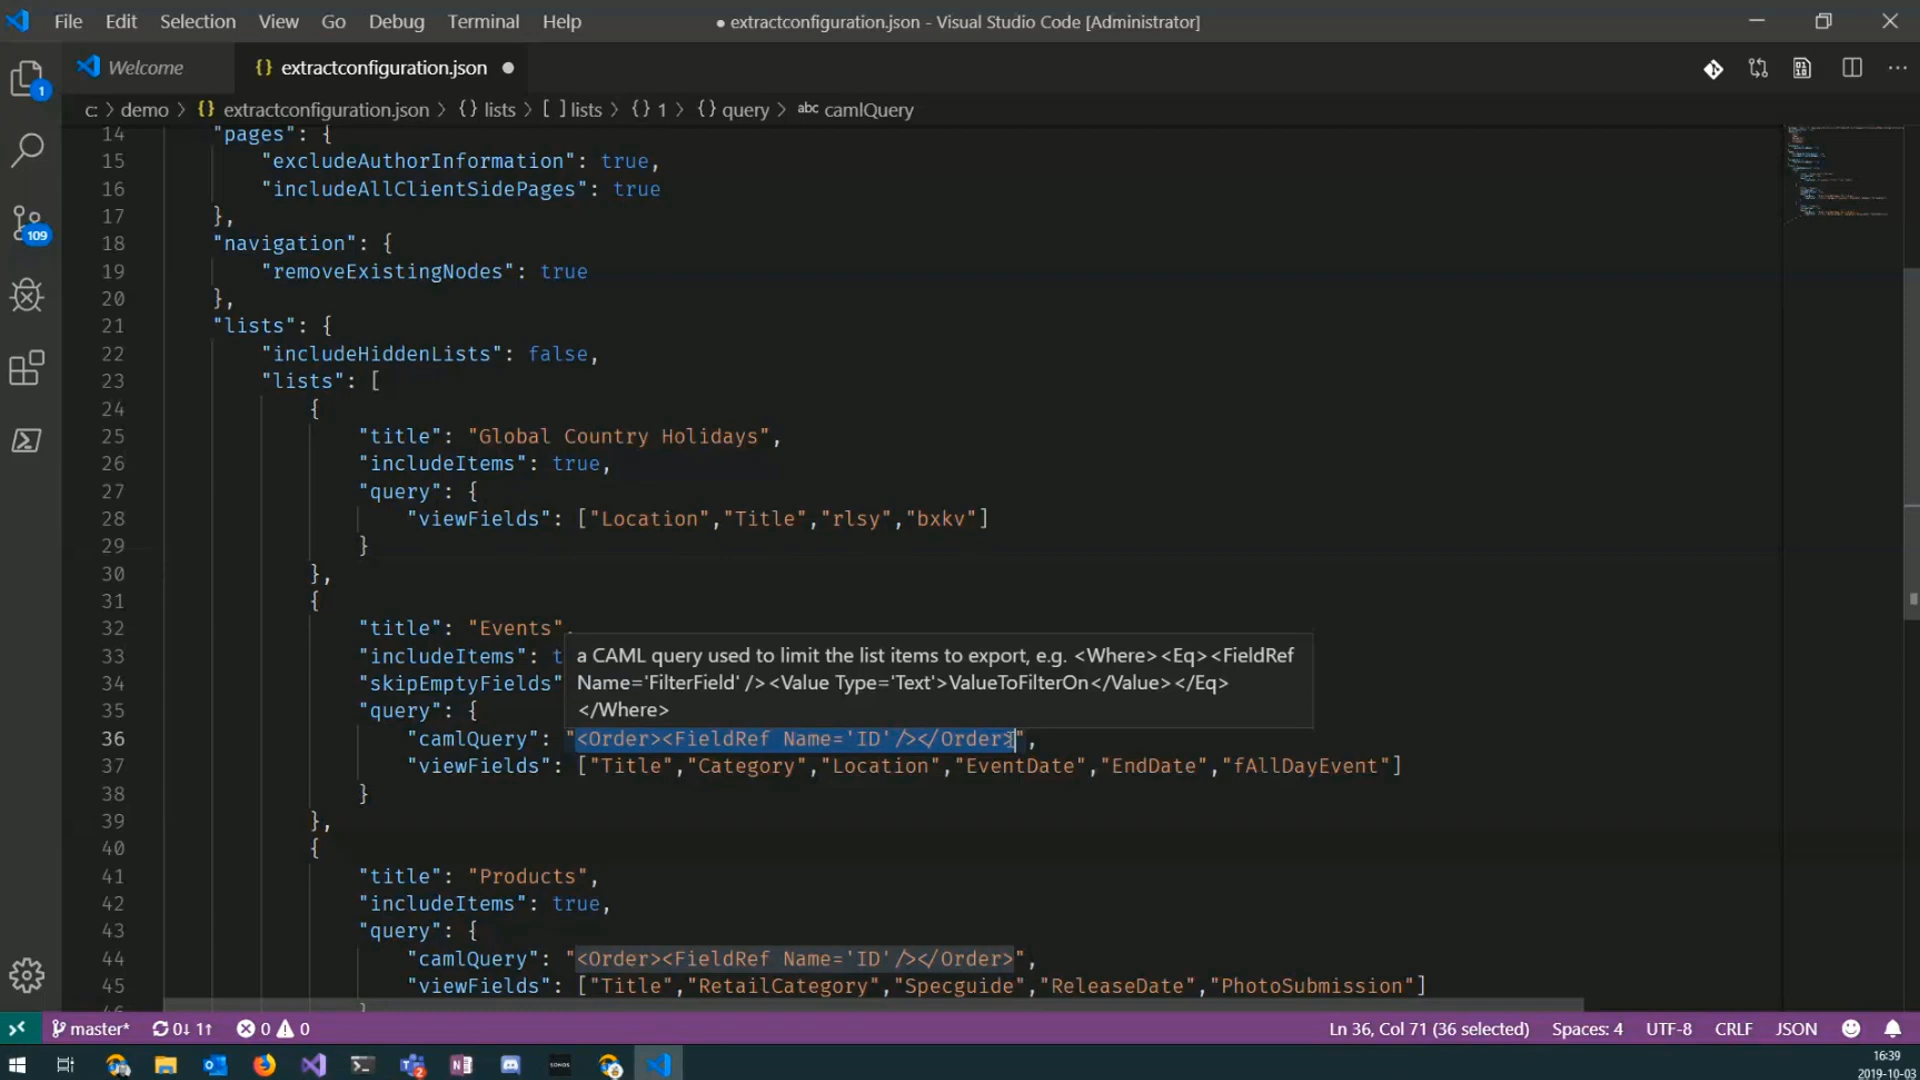 File Edit Selection View Go Debug Terminal Help
● extractconfiguration.json - Visual Studio Code [Administrator]
Welcome
{} extractconfiguration.json ●
c: > demo > {} extractconfiguration.json > {} lists > [ ] lists > {} 1 > {} query > abc camlQuery
1
109
14 "pages": {
15 "excludeAuthorInformation": true,
16 "includeAllClientSidePages": true
17 },
18 "navigation": {
19 "removeExistingNodes": true
20 },
21 "lists": {
22 "includeHiddenLists": false,
23 "lists": [
24 {
25 "title": "Global Country Holidays",
26 "includeItems": true,
27 "query": {
28 "viewFields": ["Location","Title","rlsy","bxkv"]
29 }
30 },
31 {
32 "title": "Events",
33 "includeItems": t
34 "skipEmptyFields"
a CAML query used to limit the list items to export, e.g. <Where><Eq><FieldRef
Name='FilterField' /><Value Type='Text'>ValueToFilterOn</Value></Eq>
</Where>
35 "query": {
36 "camlQuery": "<Order><FieldRef Name='ID'/></Order>",
37 "viewFields": ["Title","Category","Location","EventDate","EndDate","fAllDayEvent"]
38 }
39 },
40 {
41 "title": "Products",
42 "includeItems": true,
43 "query": {
44 "camlQuery": "<Order><FieldRef Name='ID'/></Order>",
45 "viewFields": ["Title","RetailCategory","Specguide","ReleaseDate","PhotoSubmission"]
master* 0↓ 1↑ 0 0
Ln 36, Col 71 (36 selected) Spaces: 4 UTF-8 CRLF JSON
SONOS
16:39
2019-10-03